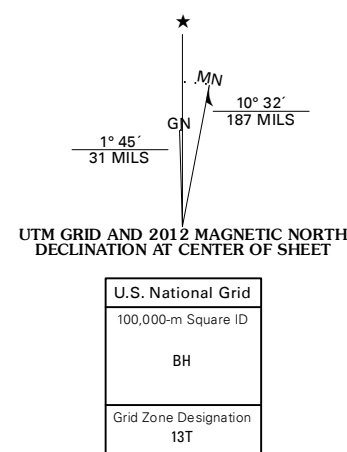 ★
MN
10° 32´
187 MILS
GN
1° 45´
31 MILS
UTM GRID AND 2012 MAGNETIC NORTH
DECLINATION AT CENTER OF SHEET
U.S. National Grid
100,000-m Square ID
BH
Grid Zone Designation
13T